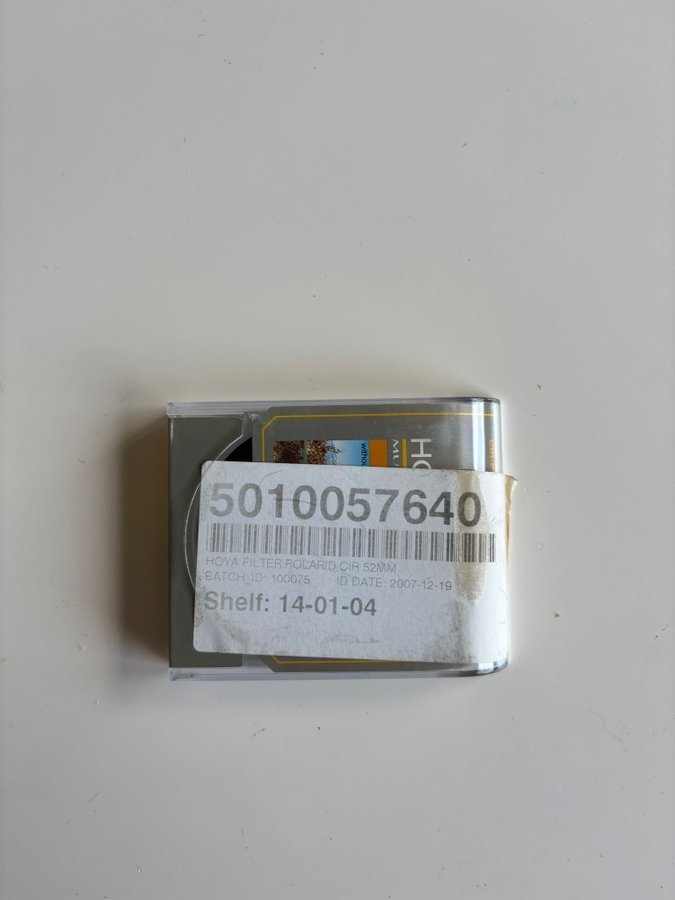 5010057640
HOYA FILTER POLARID CIR 52MM
BATCH_ID: 100075 ID DATE: 2007-12-19
Shelf: 14-01-04